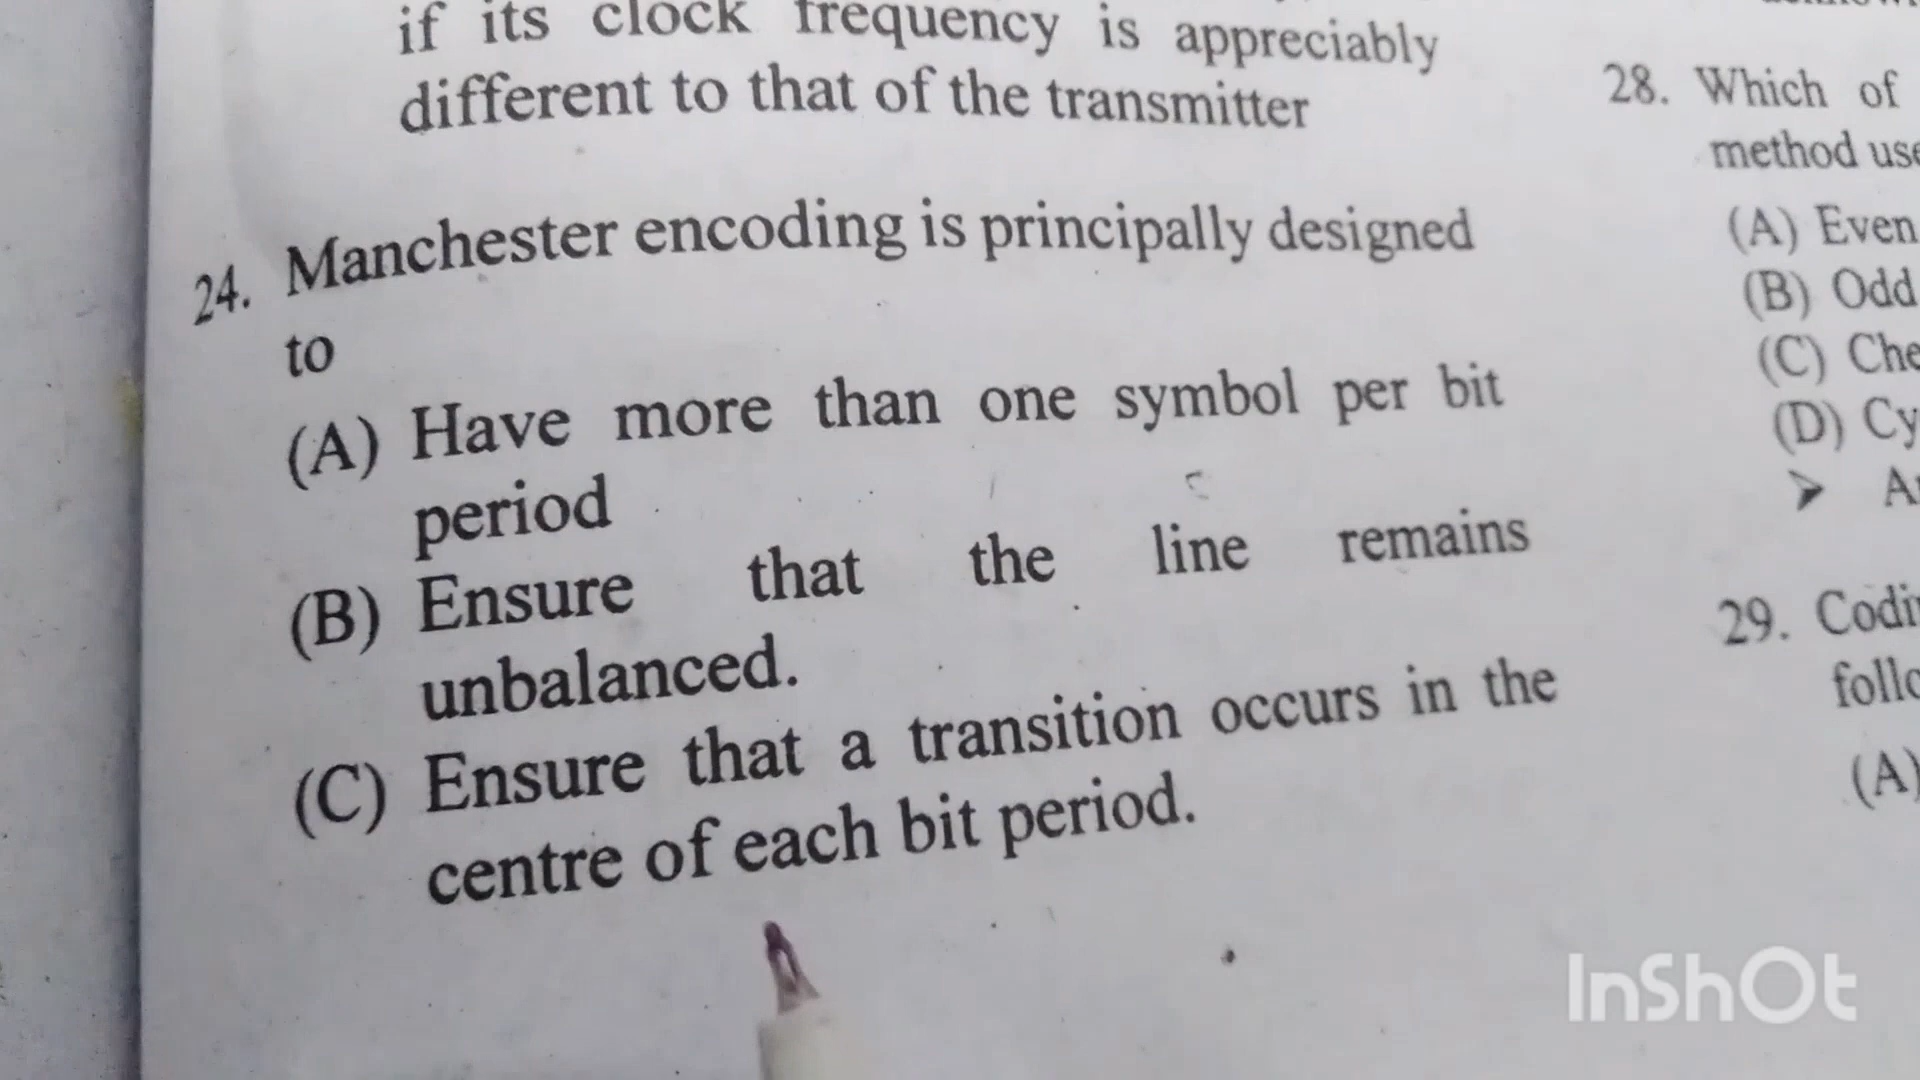 if its clock frequency is appreciably
different to that of the transmitter
24. Manchester encoding is principally designed
to
(A) Have more than one symbol per bit
period
(B) Ensure that the line remains
unbalanced.
(C) Ensure that a transition occurs in the
centre of each bit period.
28. Which of
method use
(A) Even
(B) Odd
(C) Che
(D) Cy
29. Codin
follo
(A)
InShOt